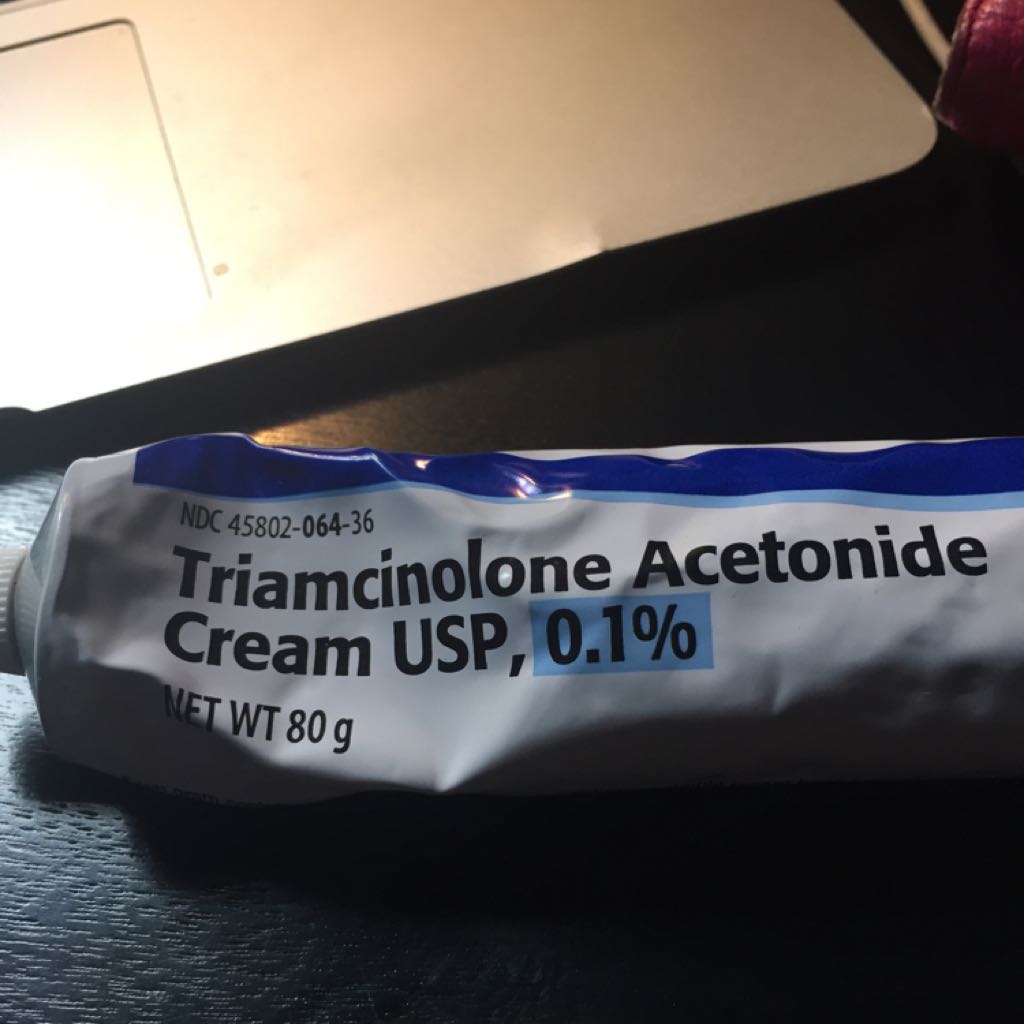 NDC 45802-064-36
Triamcinolone Acetonide
Cream USP, 0.1%
NET WT 80 g